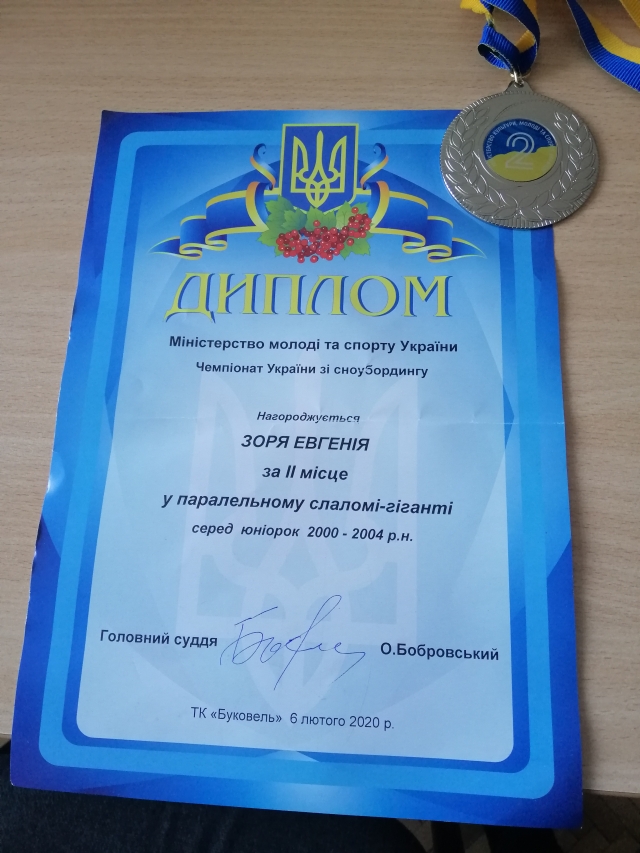 2
ДИПЛОМ
Міністерство молоді та спорту України
Чемпіонат України зі сноубордингу
Нагороджується
ЗОРЯ ЕВГЕНІЯ
за ІІ місце
у паралельному слаломі-гіганті
серед юніорок 2000 - 2004 р.н.
Головний суддя
О.Бобровський
ТК «Буковель» 6 лютого 2020 р.